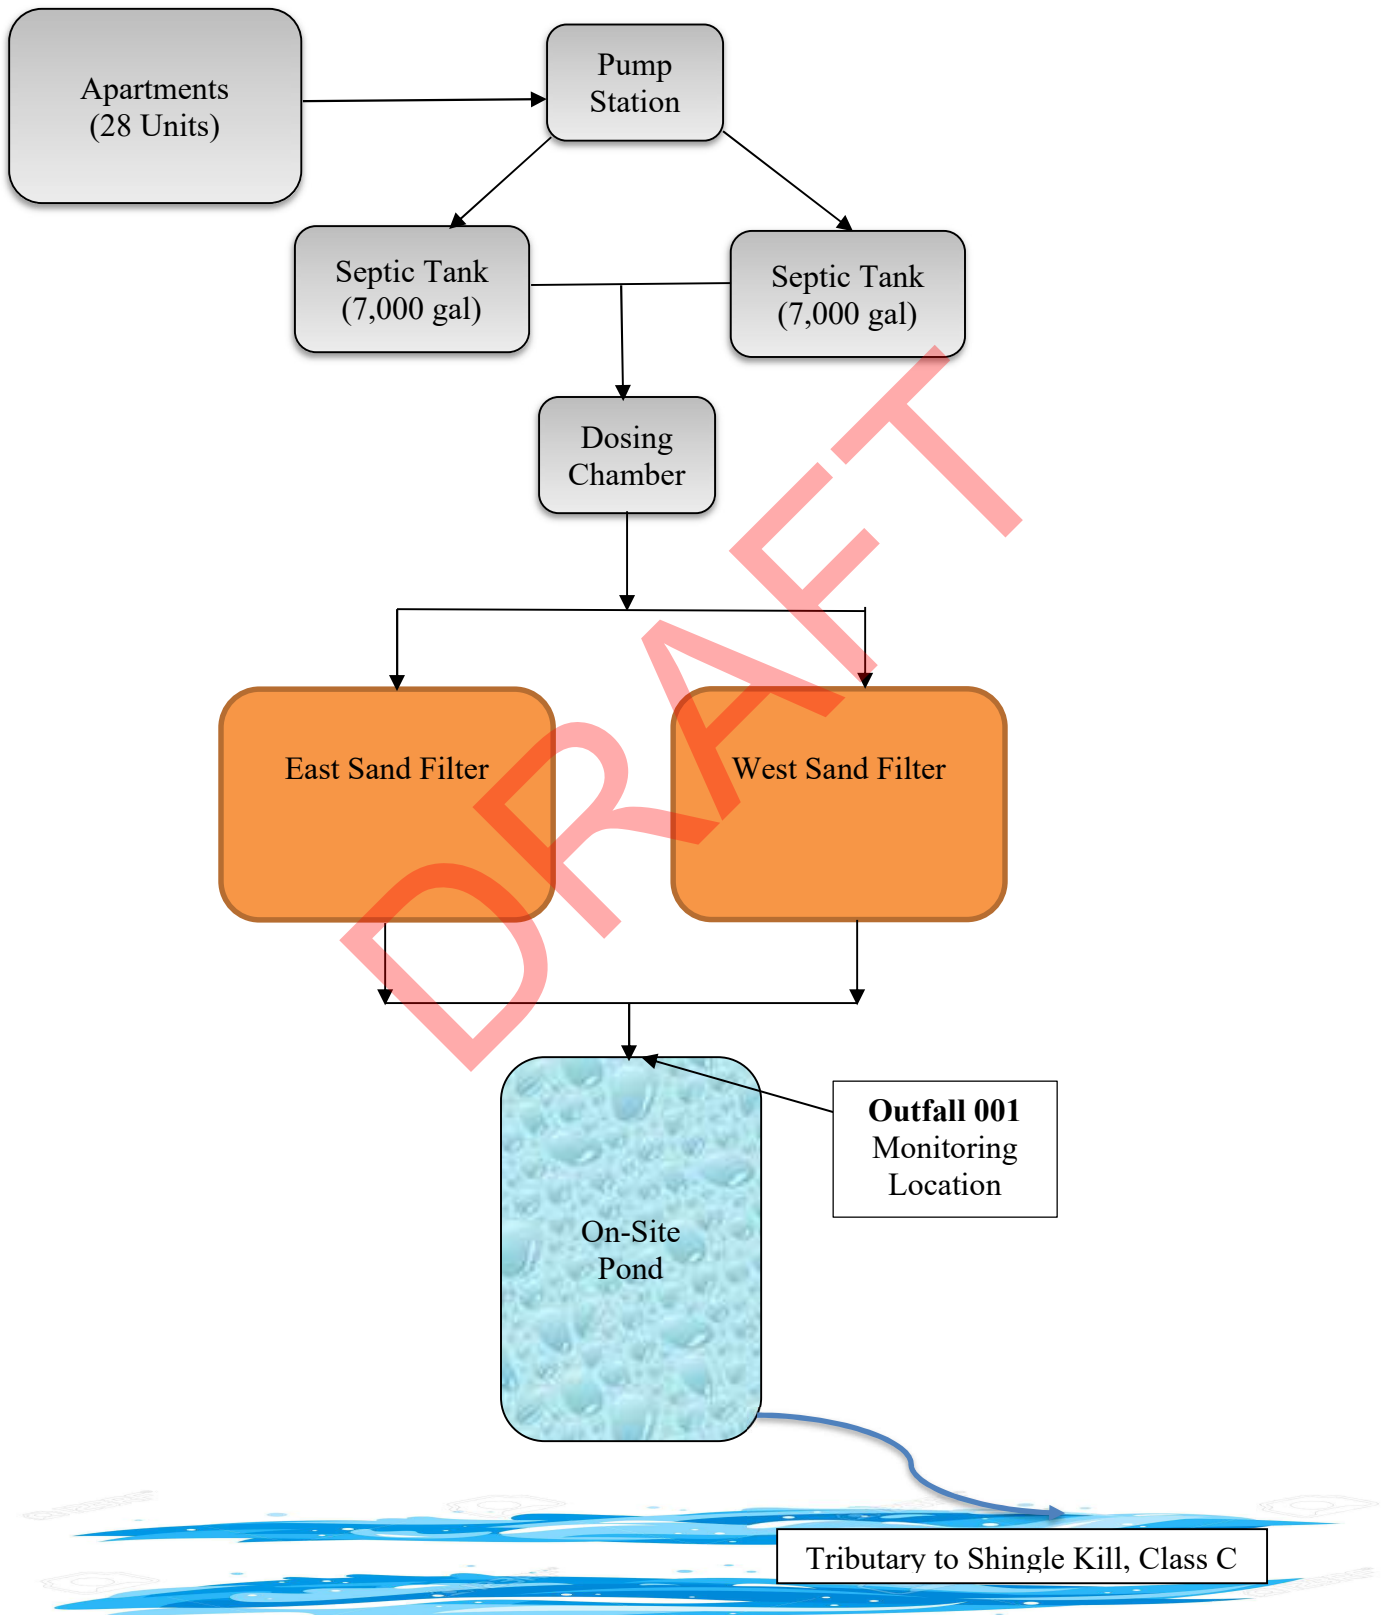 Apartments
(28 Units)
Pump
Station
Septic Tank
(7,000 gal)
Septic Tank
(7,000 gal)
Dosing
Chamber
East Sand Filter
West Sand Filter
DRAFT
Outfall 001
Monitoring
Location
On-Site
Pond
Tributary to Shingle Kill, Class C